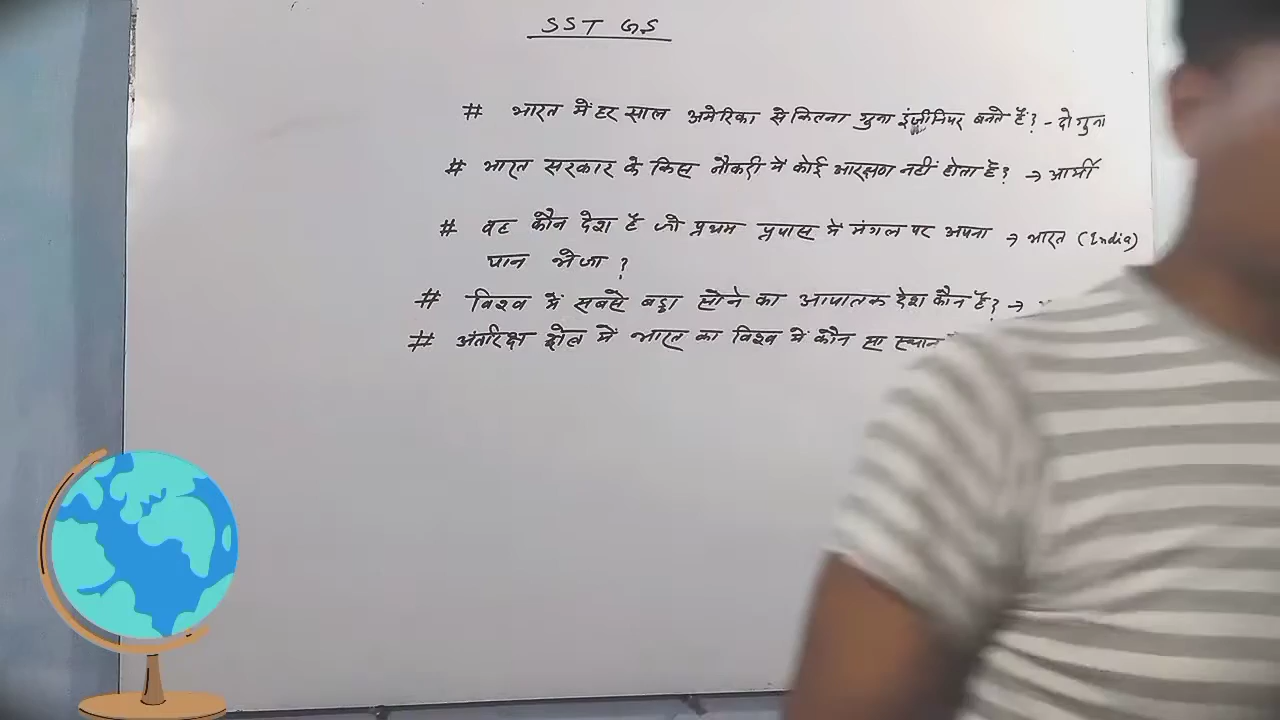 SST GS
# भारत में हर साल अमेरिका से कितना गुना इंजीनियर बनते हैं? - दो गुना
# भारत सरकार के किस नौकरी में कोई आरक्षण नहीं होता है? → आर्मी
# वह कौन देश है जो प्रथम प्रयास में मंगल पर अपना → भारत (India)
यान भेजा ?
# विश्व में सबसे बड़ा सोने का आयातक देश कौन है? →
# अंतरिक्ष क्षेत्र में भारत का विश्व में कौन सा स्थान